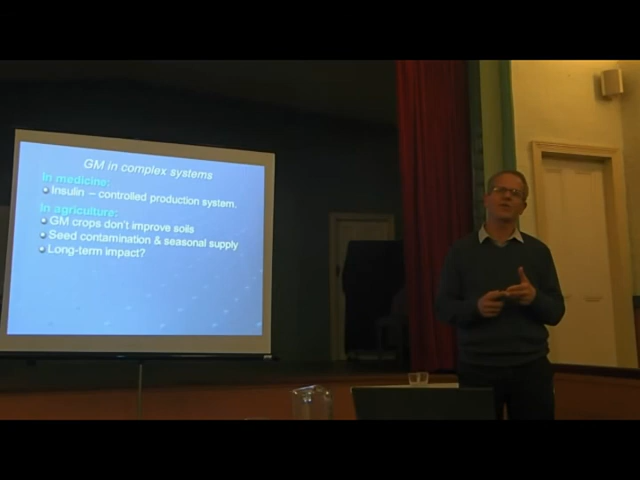 GM in complex systems
In medicine:
Insulin – controlled production system.
In agriculture:
GM crops don't improve soils
Seed contamination & seasonal supply
Long-term impact?